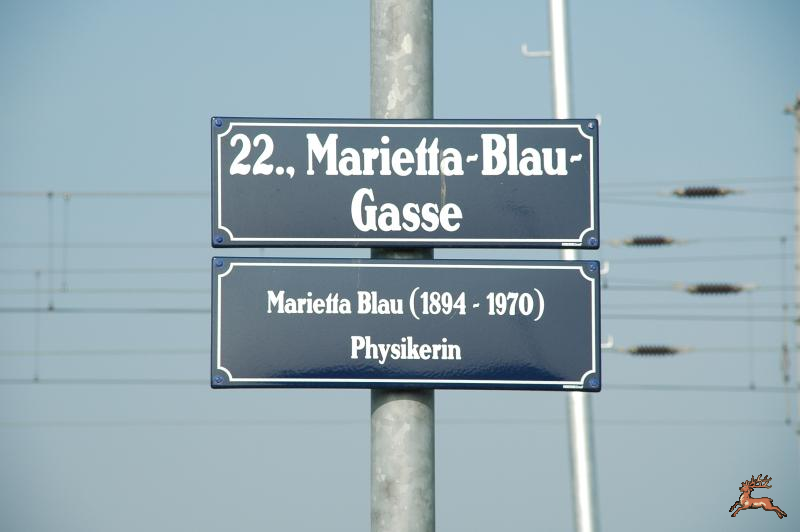 22., Marietta-Blau-
Gasse
Marietta Blau (1894 - 1970)
Physikerin